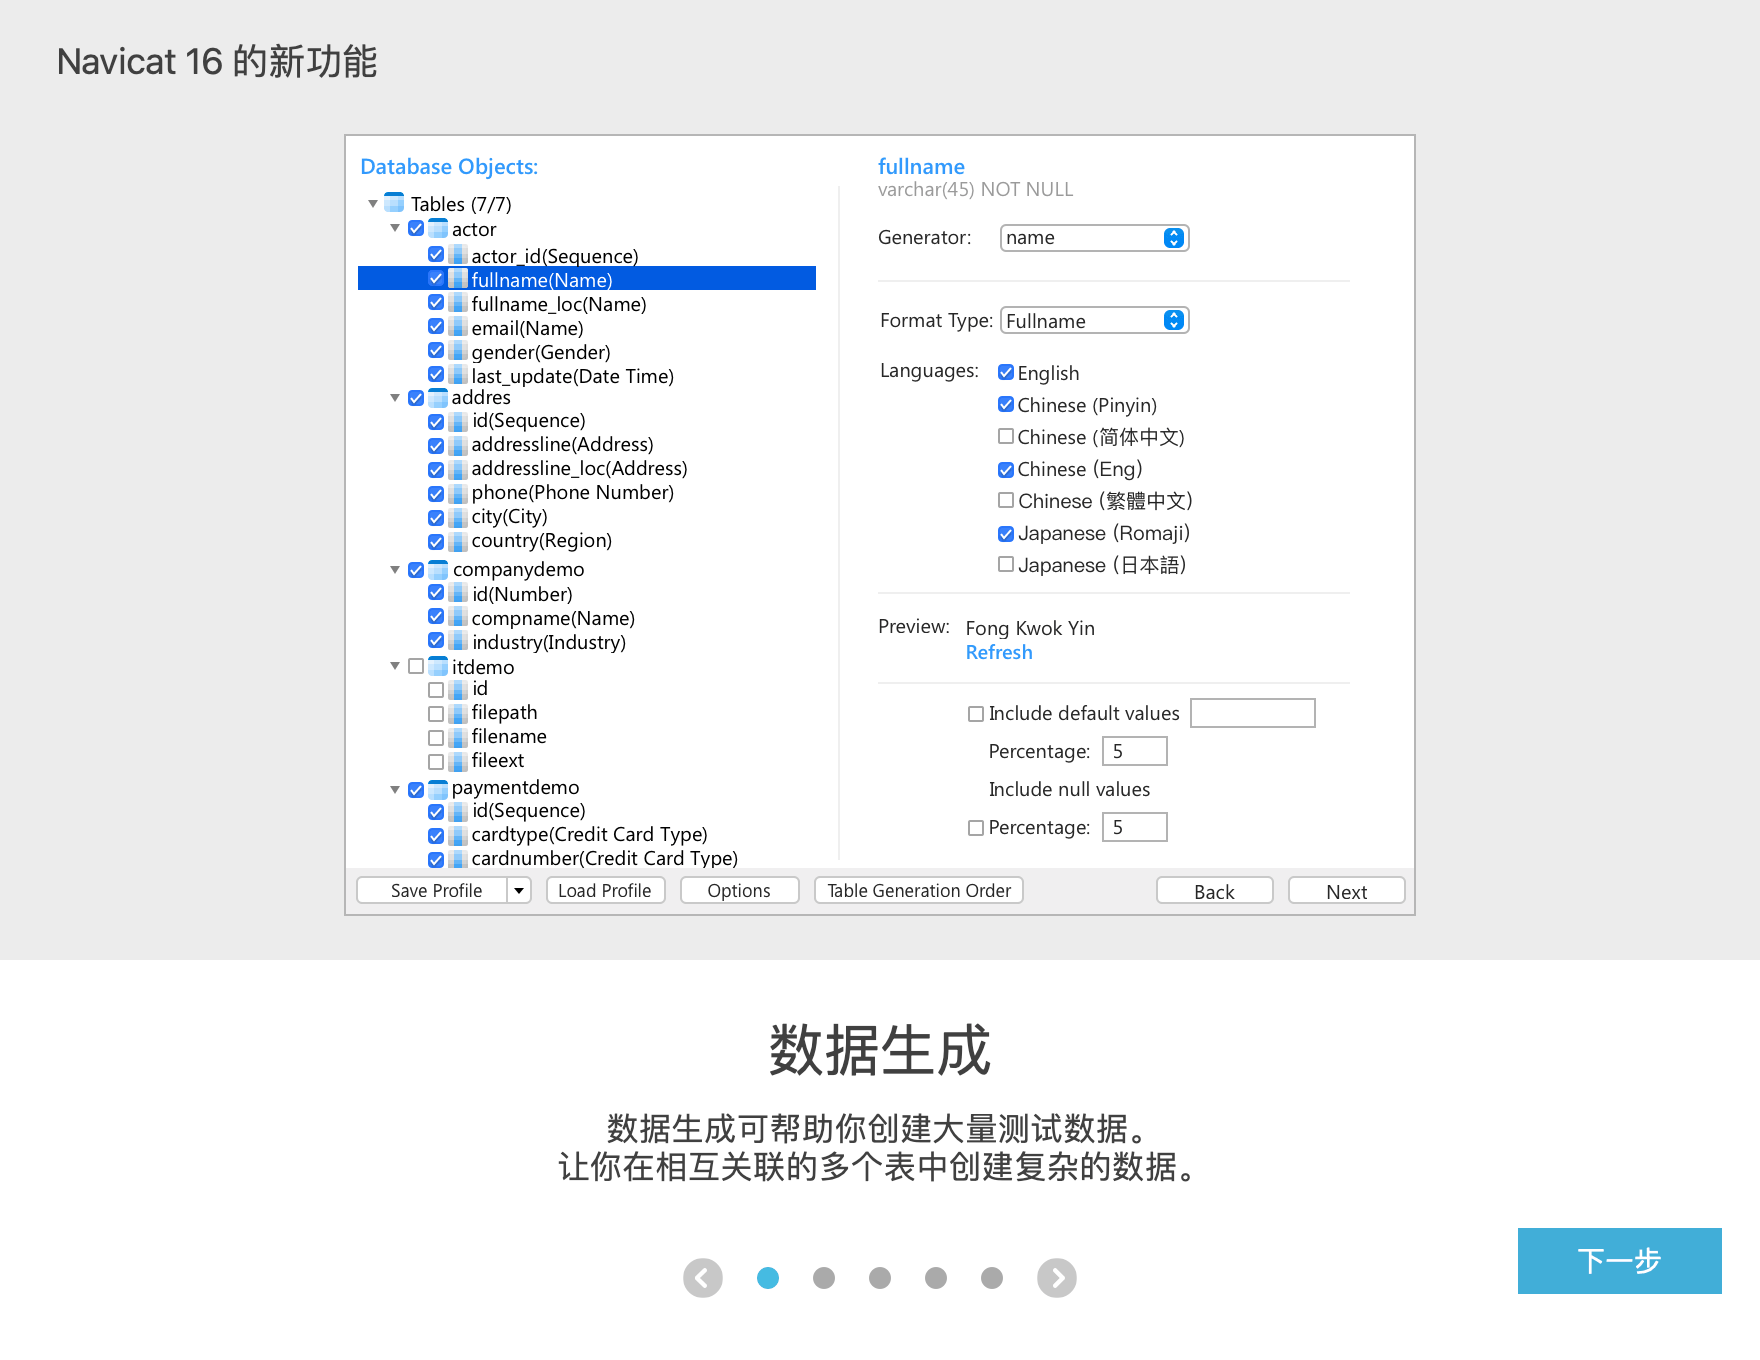 Navicat 16 的新功能
Database Objects:
Tables (7/7)
actor
actor_id(Sequence)
fullname(Name)
fullname_loc(Name)
email(Name)
gender(Gender)
last_update(Date Time)
addres
id(Sequence)
addressline(Address)
addressline_loc(Address)
phone(Phone Number)
city(City)
country(Region)
companydemo
id(Number)
compname(Name)
industry(Industry)
itdemo
id
filepath
filename
fileext
paymentdemo
id(Sequence)
cardtype(Credit Card Type)
cardnumber(Credit Card Type)
fullname
varchar(45) NOT NULL
Generator: name
Format Type: Fullname
Languages: English
Chinese (Pinyin)
Chinese (简体中文)
Chinese (Eng)
Chinese (繁體中文)
Japanese (Romaji)
Japanese (日本語)
Preview: Fong Kwok Yin
Refresh
Include default values
Percentage: 5
Include null values
Percentage: 5
Save Profile Load Profile Options Table Generation Order Back Next
数据生成
数据生成可帮助你创建大量测试数据。
让你在相互关联的多个表中创建复杂的数据。
下一步